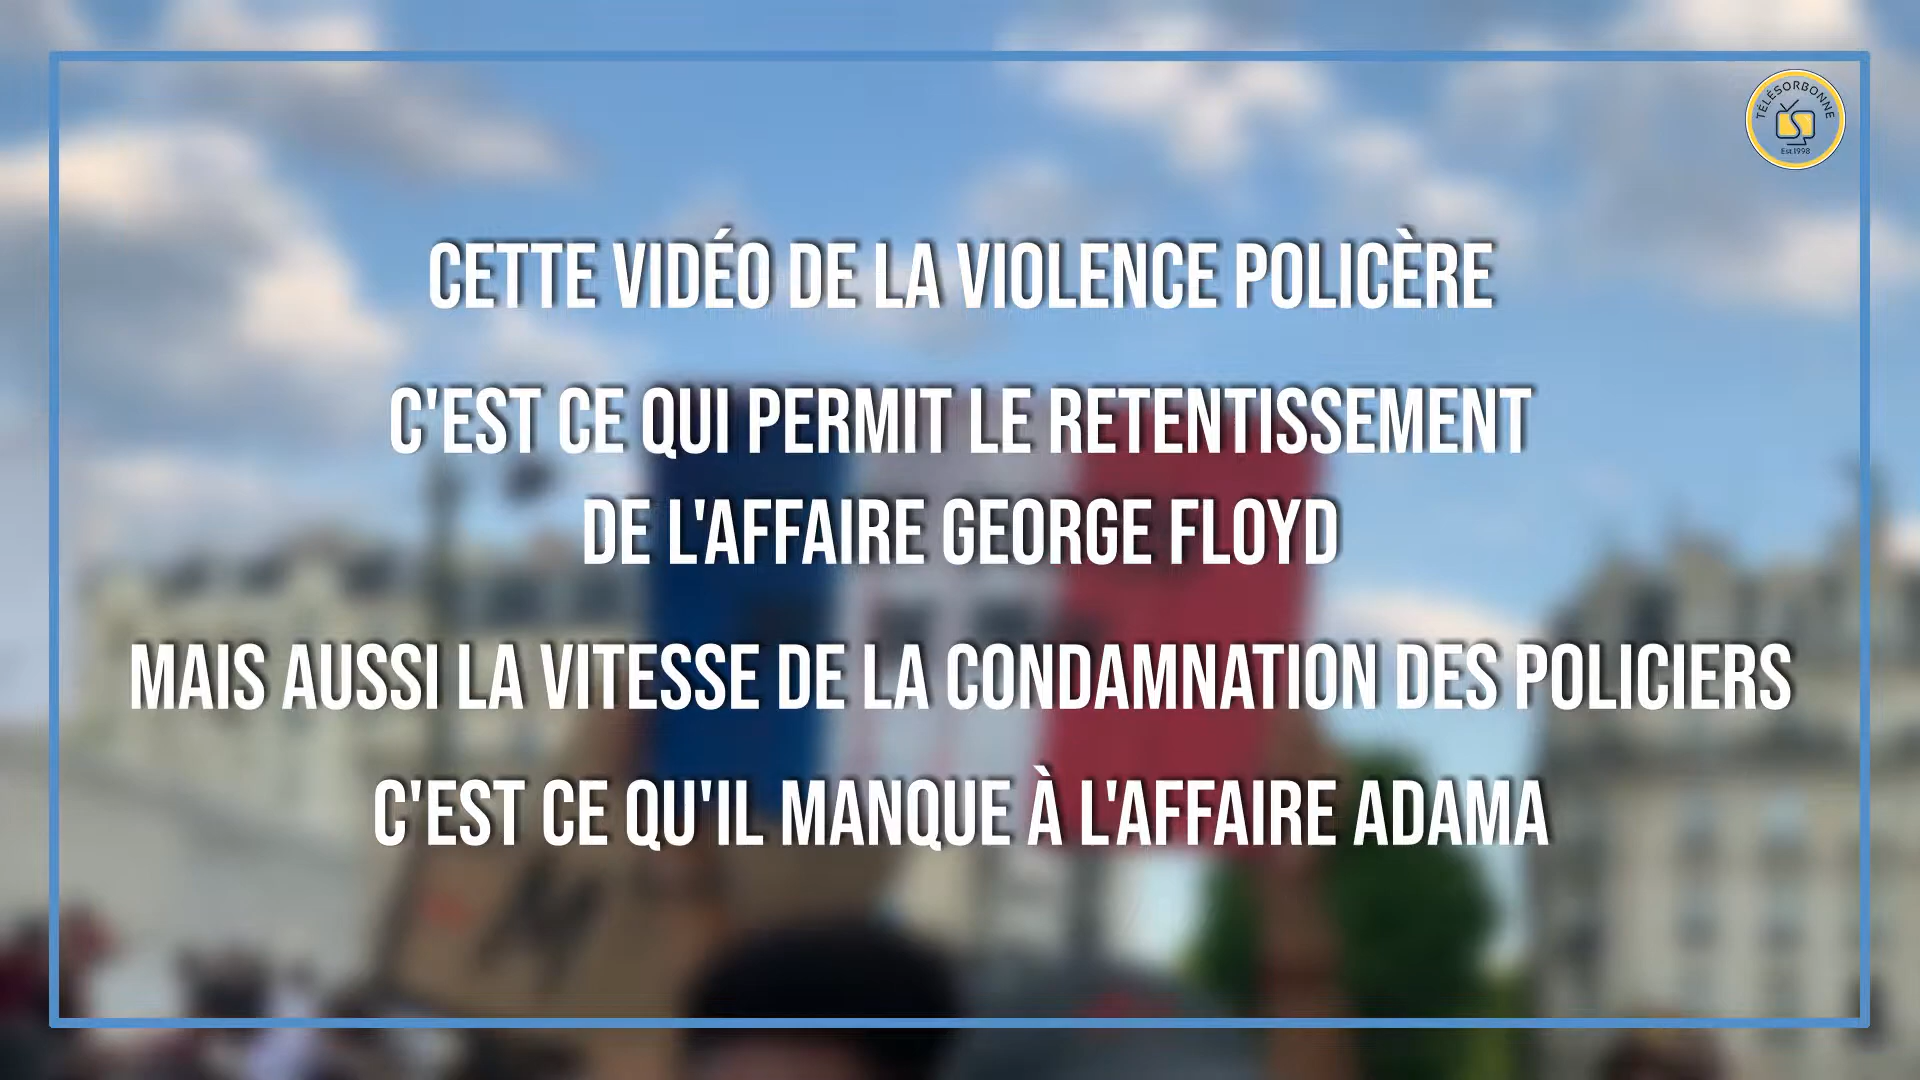 TÉLÉSORBONNE
Est.1998
CETTE VIDÉO DE LA VIOLENCE POLICÈRE
C'EST CE QUI PERMIT LE RETENTISSEMENT
DE L'AFFAIRE GEORGE FLOYD
MAIS AUSSI LA VITESSE DE LA CONDAMNATION DES POLICIERS
C'EST CE QU'IL MANQUE À L'AFFAIRE ADAMA